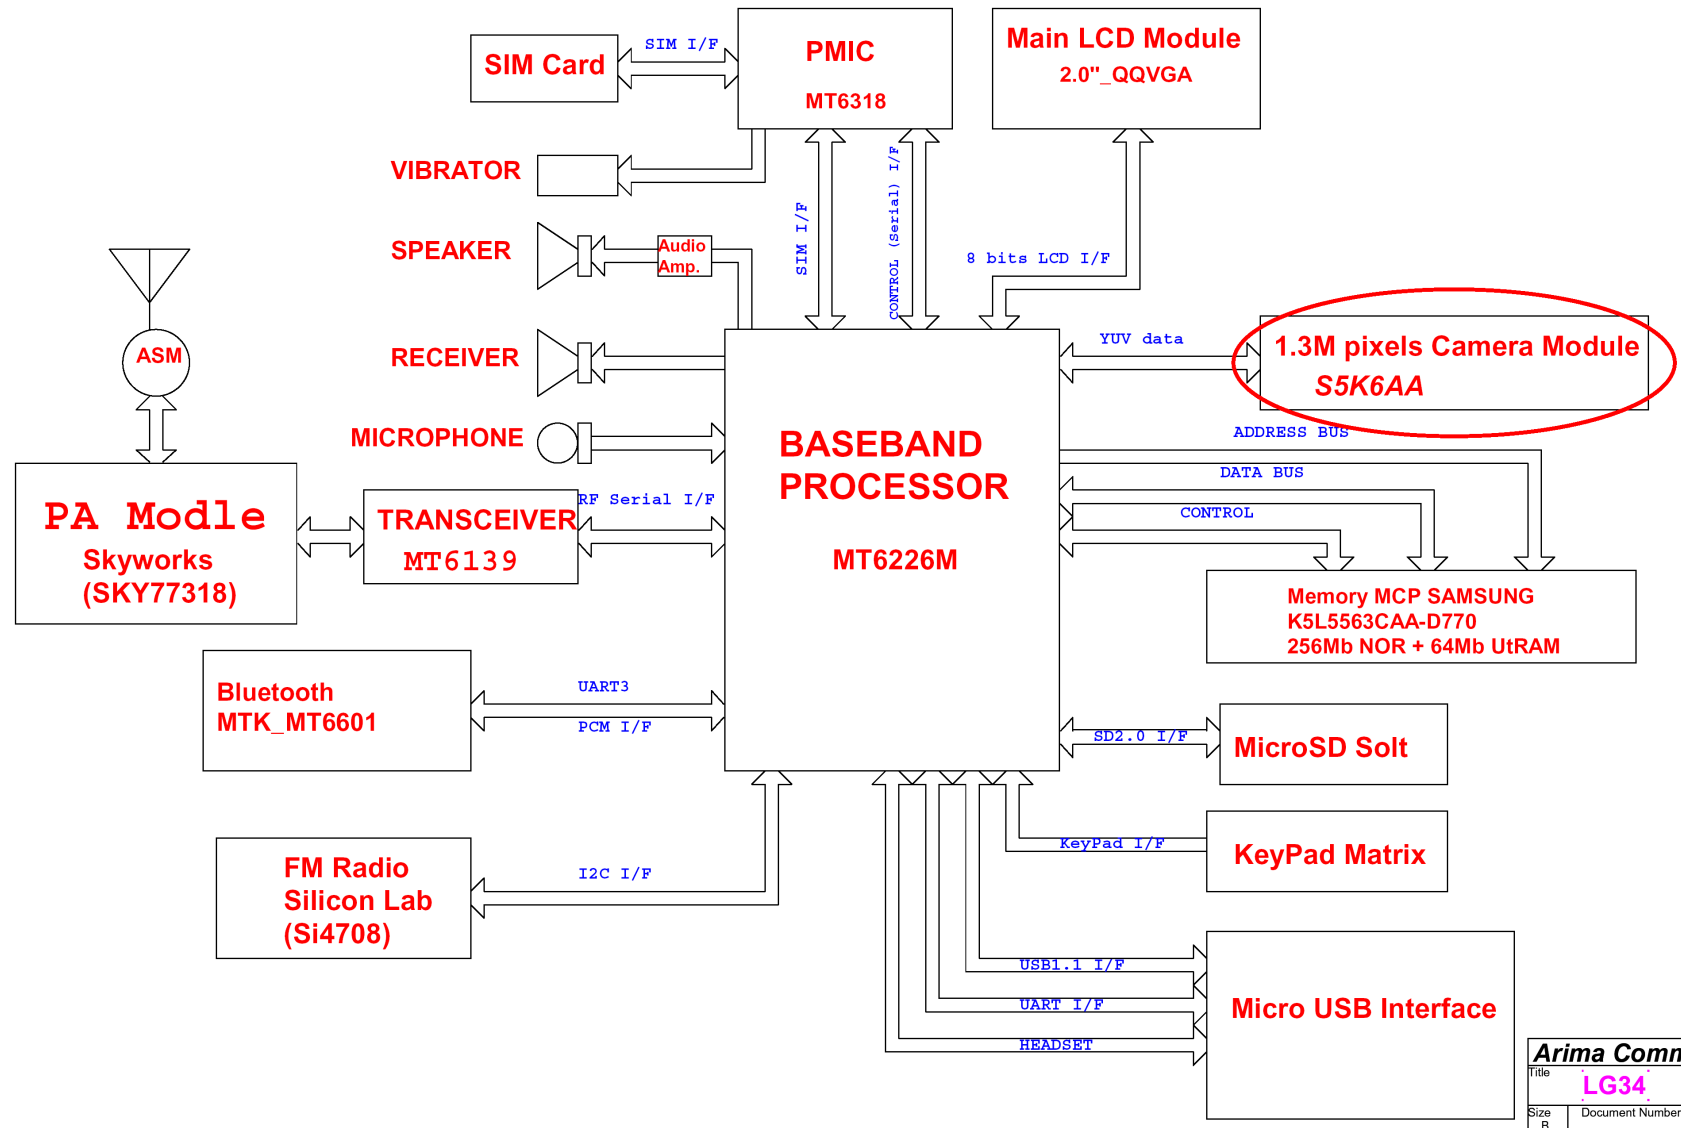 SIM Card
SIM I/F
PMIC
MT6318
Main LCD Module
2.0"_QQVGA
VIBRATOR
SPEAKER
Audio
Amp.
SIM I/F
CONTROL (Serial) I/F
8 bits LCD I/F
ASM
RECEIVER
MICROPHONE
YUV data
1.3M pixels Camera Module
S5K6AA
ADDRESS BUS
DATA BUS
CONTROL
BASEBAND
PROCESSOR
MT6226M
PA Modle
Skyworks
(SKY77318)
TRANSCEIVER
MT6139
RF Serial I/F
Memory MCP SAMSUNG
K5L5563CAA-D770
256Mb NOR + 64Mb UtRAM
Bluetooth
MTK_MT6601
UART3
PCM I/F
SD2.0 I/F
MicroSD Solt
KeyPad I/F
KeyPad Matrix
FM Radio
Silicon Lab
(Si4708)
I2C I/F
USB1.1 I/F
UART I/F
HEADSET
Micro USB Interface
Arima Comm
Title
LG34
Size
B
Document Number